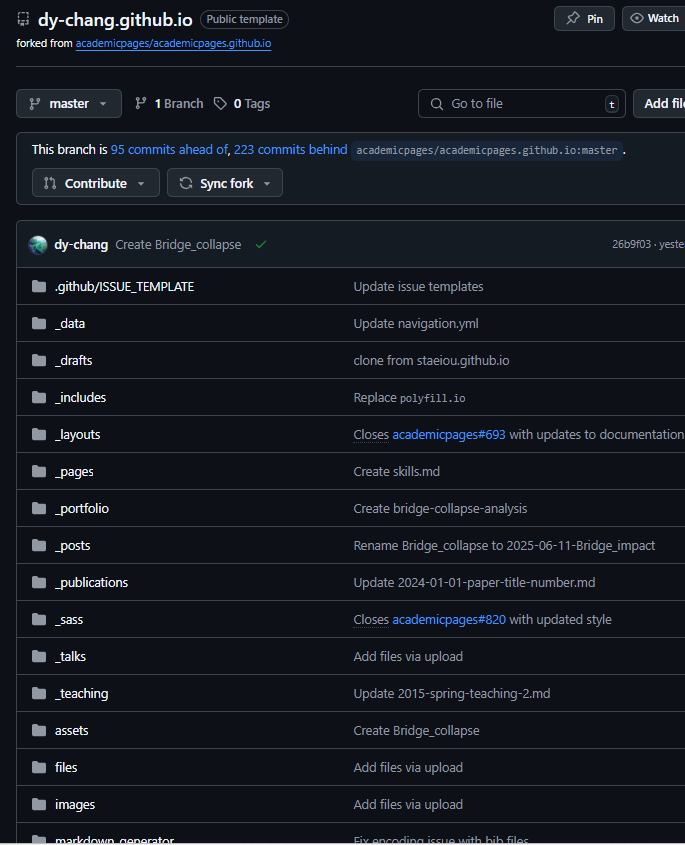 dy-chang.github.io Public template Pin Watch
forked from academicpages/academicpages.github.io
master 1 Branch 0 Tags Go to file t Add file
This branch is 95 commits ahead of, 223 commits behind academicpages/academicpages.github.io:master .
Contribute Sync fork
dy-chang Create Bridge_collapse 26b9f03 · yeste
.github/ISSUE_TEMPLATE Update issue templates
_data Update navigation.yml
_drafts clone from staeiou.github.io
_includes Replace polyfill.io
_layouts Closes academicpages#693 with updates to documentation
_pages Create skills.md
_portfolio Create bridge-collapse-analysis
_posts Rename Bridge_collapse to 2025-06-11-Bridge_impact
_publications Update 2024-01-01-paper-title-number.md
_sass Closes academicpages#820 with updated style
_talks Add files via upload
_teaching Update 2015-spring-teaching-2.md
assets Create Bridge_collapse
files Add files via upload
images Add files via upload
markdown_generator Fix encoding issue with bib files